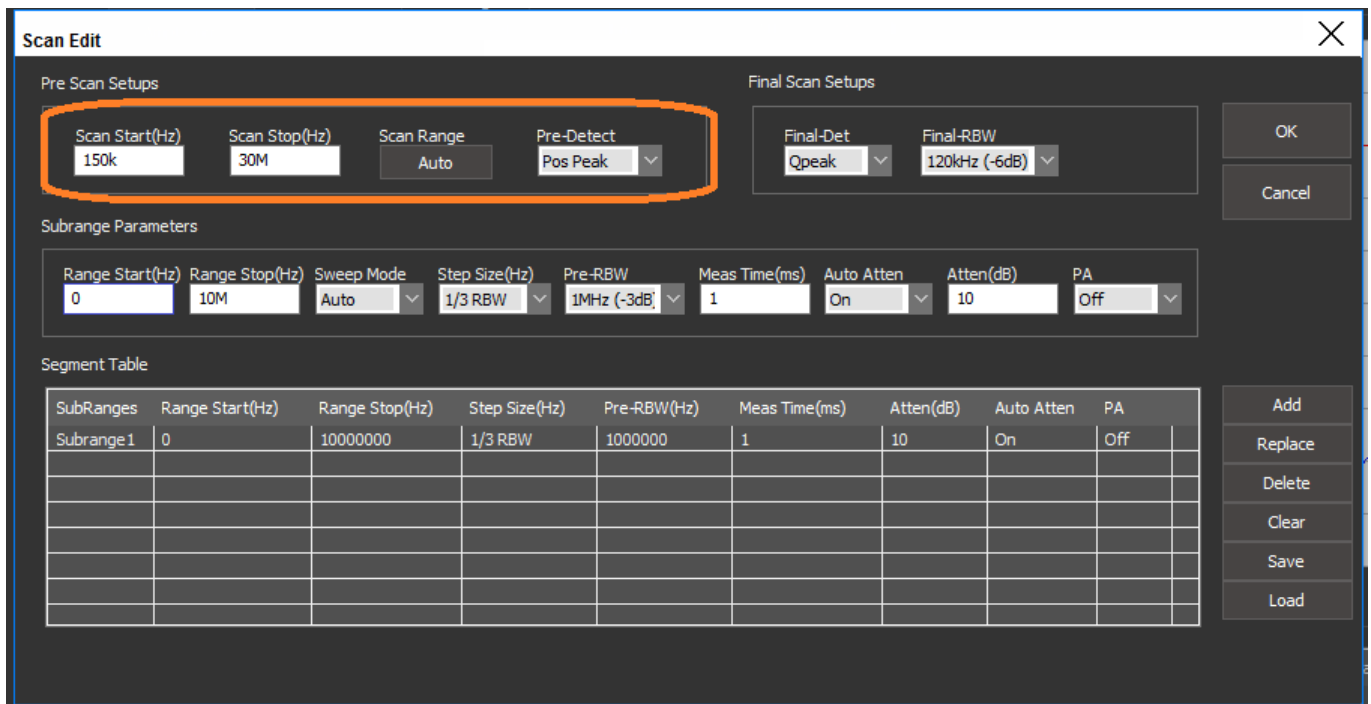 Scan Edit
Pre Scan Setups
Final Scan Setups
Scan Start(Hz) Scan Stop(Hz) Scan Range Pre-Detect
150k 30M Auto Pos Peak
Final-Det Final-RBW
Qpeak 120kHz (-6dB)
OK
Cancel
Subrange Parameters
Range Start(Hz) Range Stop(Hz) Sweep Mode Step Size(Hz) Pre-RBW Meas Time(ms) Auto Atten Atten(dB) PA
0 10M Auto 1/3 RBW 1MHz (-3dB) 1 On 10 Off
Segment Table
SubRanges Range Start(Hz) Range Stop(Hz) Step Size(Hz) Pre-RBW(Hz) Meas Time(ms) Atten(dB) Auto Atten PA
Subrange1 0 10000000 1/3 RBW 1000000 1 10 On Off
Add
Replace
Delete
Clear
Save
Load